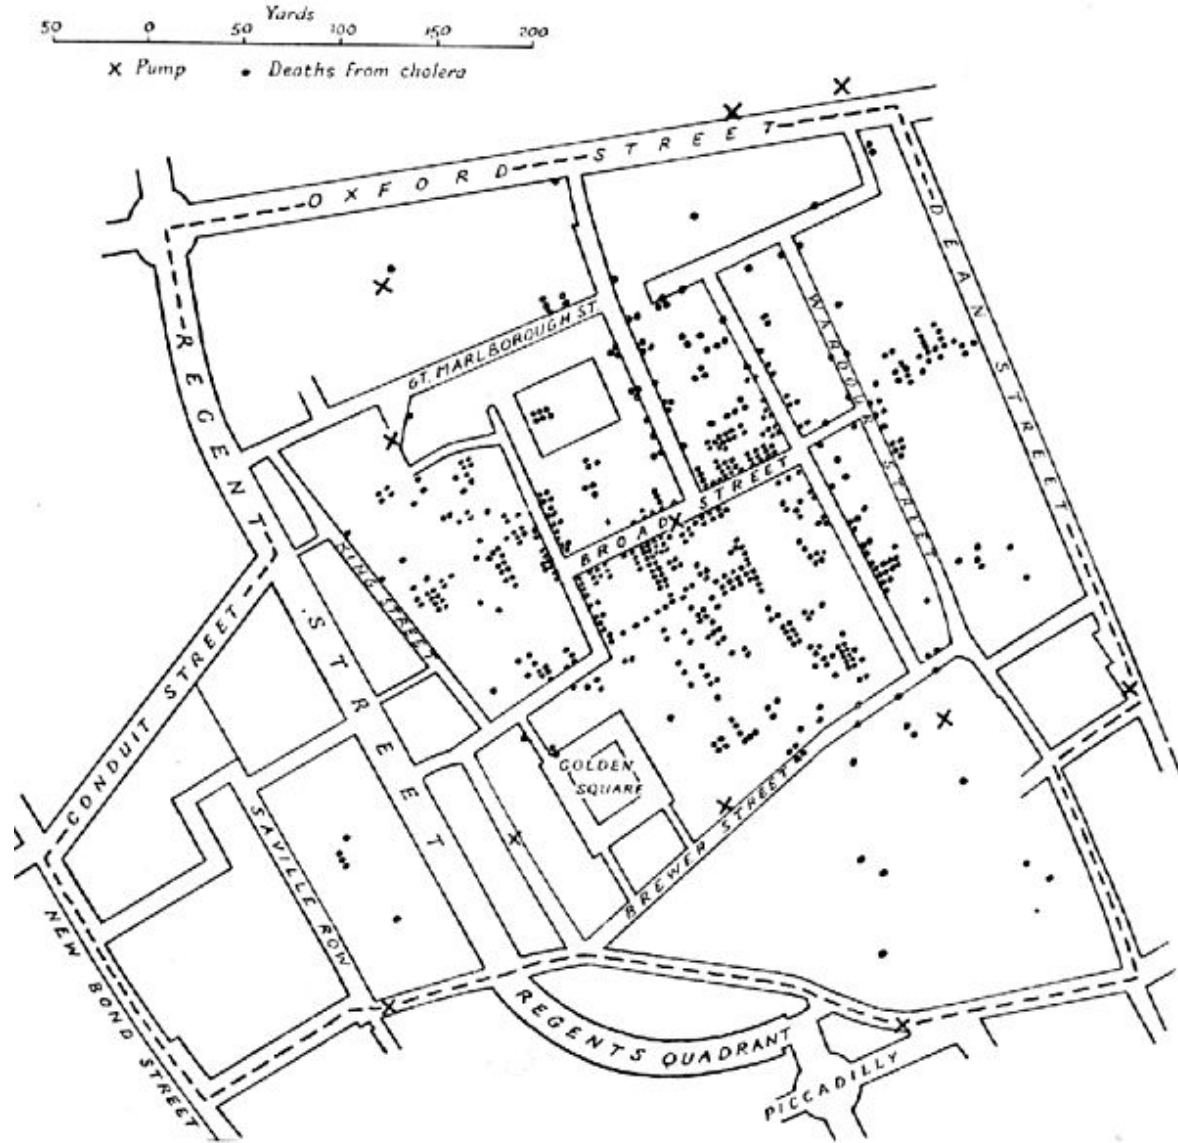 Yards
50 0 50 100 150 200
x Pump • Deaths from cholera
OXFORD STREET
REGENT STREET
DEAN STREET
WARDOUR STREET
GT. MARLBOROUGH ST.
BROAD STREET
KING STREET
CONDUIT STREET
GOLDEN
SQUARE
SAVILLE ROW
BREWER STREET
NEW BOND STREET
REGENTS QUADRANT
PICCADILLY